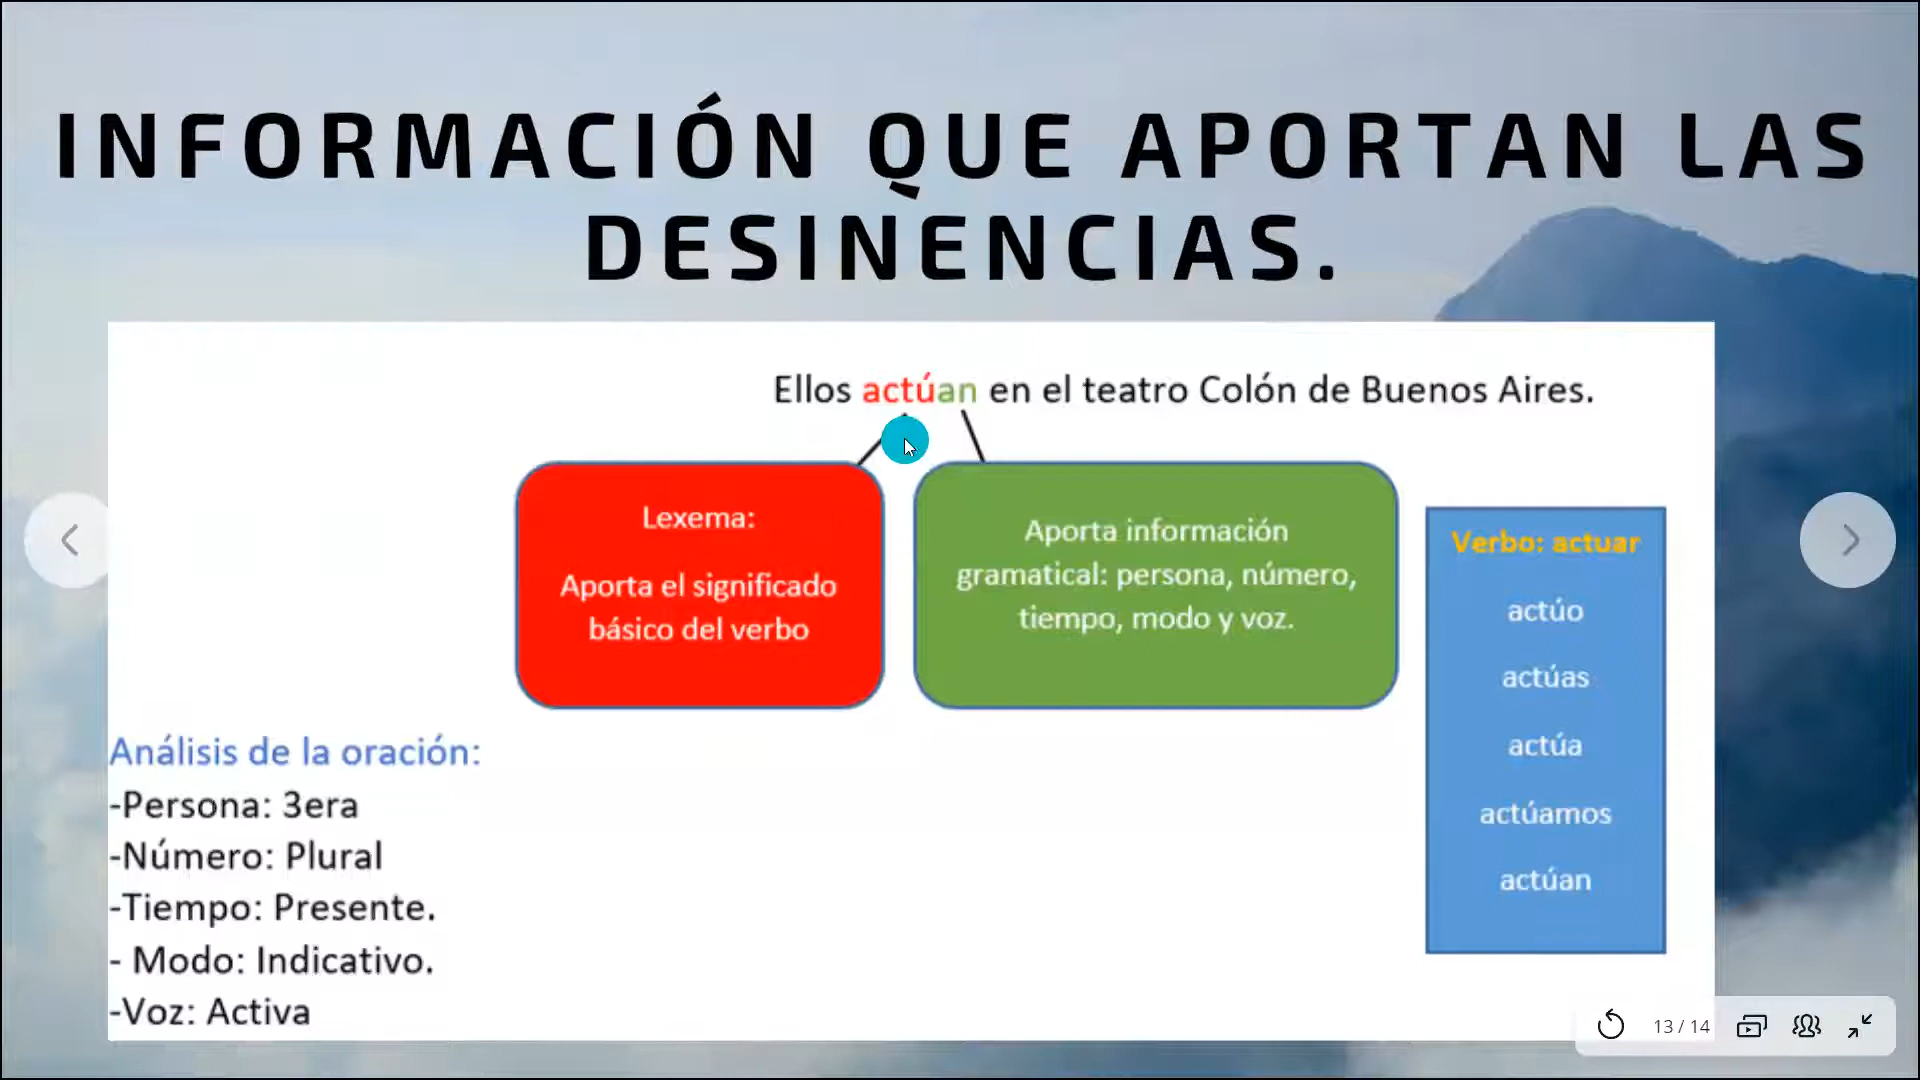 INFORMACIÓN QUE APORTAN LAS
DESINENCIAS.
Ellos actúan en el teatro Colón de Buenos Aires.
Lexema:
Aporta el significado
básico del verbo
Aporta información
gramatical: persona, número,
tiempo, modo y voz.
Verbo: actuar
actúo
actúas
actúa
actúamos
actúan
Análisis de la oración:
-Persona: 3era
-Número: Plural
-Tiempo: Presente.
- Modo: Indicativo.
-Voz: Activa
13 / 14